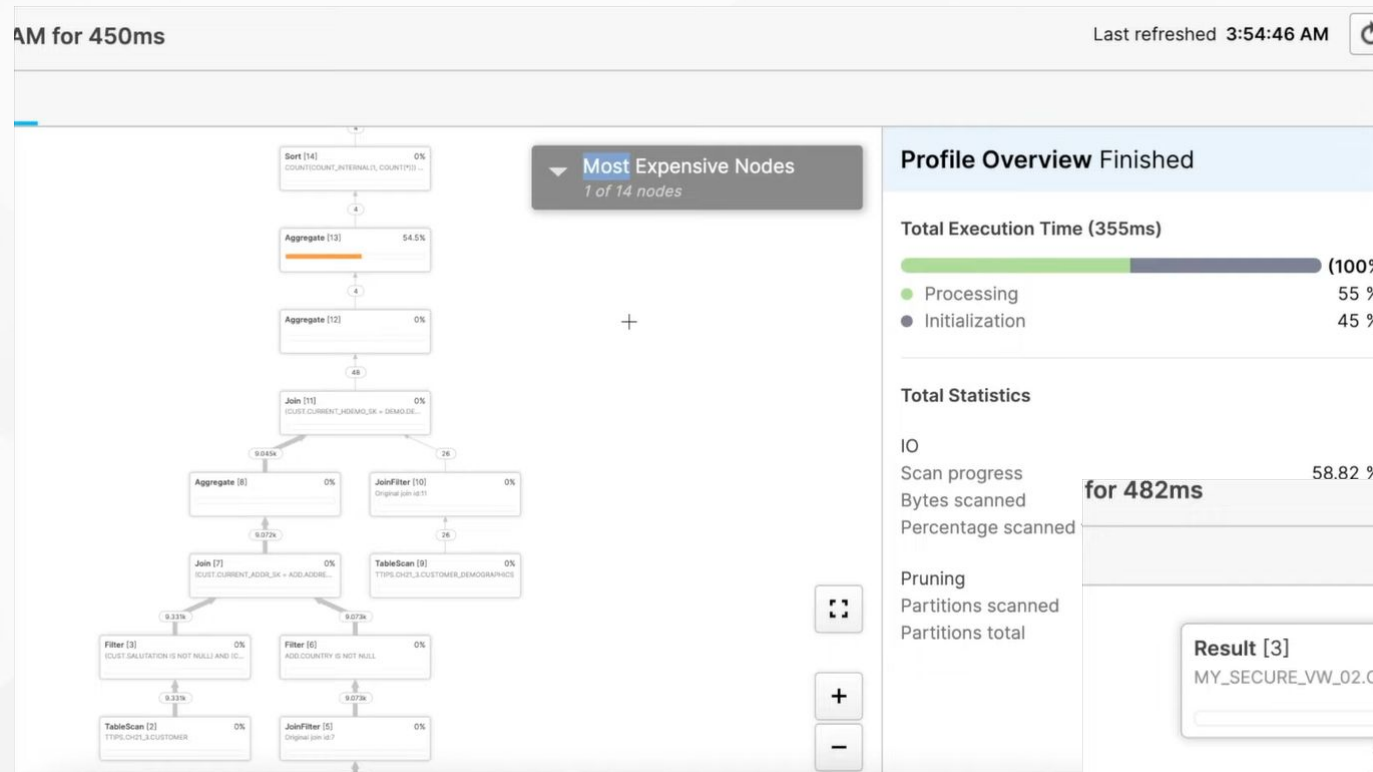 AM for 450ms
Last refreshed 3:54:46 AM
Sort [14] 0%
COUNT(COUNT_INTERNAL(1, COUNT(*))) ...
4
Aggregate [13] 54.5%
4
Aggregate [12] 0%
48
Join [11] 0%
(CUST.CURRENT_HDEMO_SK = DEMO.DE...
9.045k
26
Aggregate [8] 0%
JoinFilter [10] 0%
Original join id:11
9.072k
26
Join [7] 0%
(CUST.CURRENT_ADDR_SK = ADD.ADDRE...
TableScan [9] 0%
TTIPS.CH21_3.CUSTOMER_DEMOGRAPHICS
9.331k
9.073k
Filter [3] 0%
(CUST.SALUTATION IS NOT NULL) AND (C...
Filter [6] 0%
ADD.COUNTRY IS NOT NULL
9.331k
9.073k
TableScan [2] 0%
TTIPS.CH21_3.CUSTOMER
JoinFilter [5] 0%
Original join id:7
Most Expensive Nodes
1 of 14 nodes
Profile Overview Finished
Total Execution Time (355ms)
(100%
Processing 55 %
Initialization 45 %
Total Statistics
IO
Scan progress 58.82 %
Bytes scanned
Percentage scanned
Pruning
Partitions scanned
Partitions total
for 482ms
Result [3]
MY_SECURE_VW_02.